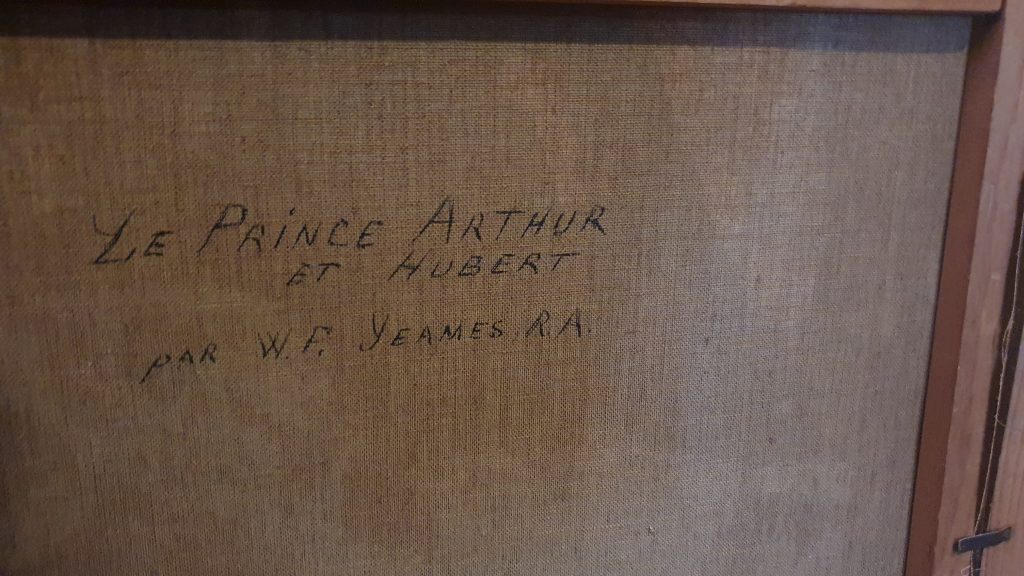 Le PRiNCE ARTHUR
ET HUBERT
PAR W.F. YEAMES. R.A.